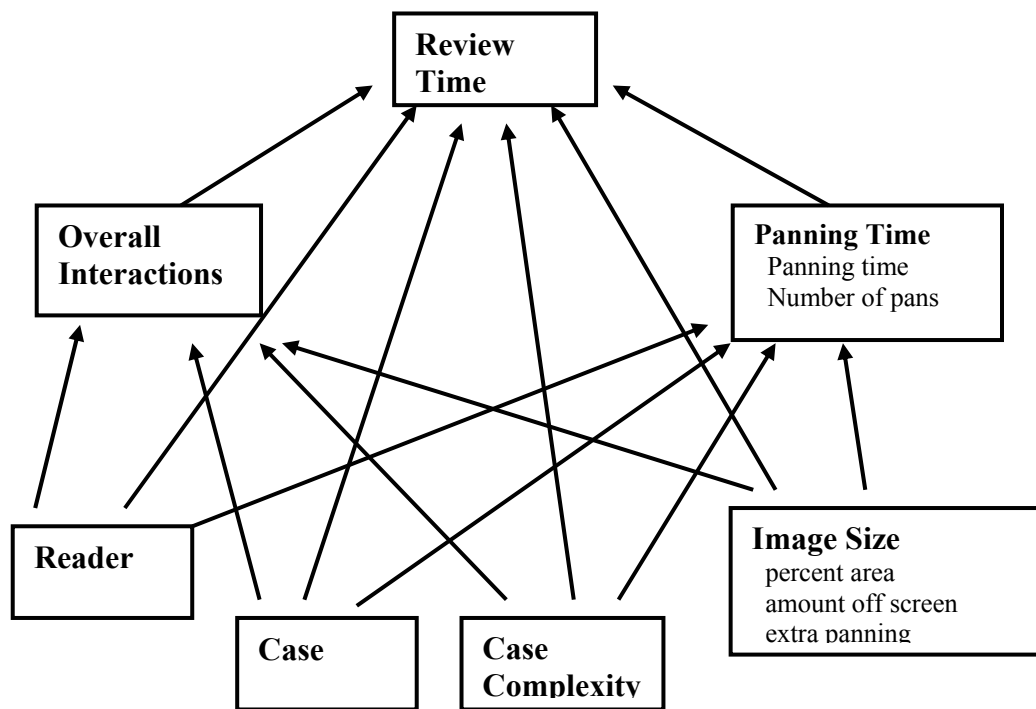 Review
Time
Overall
Interactions
Panning Time
Panning time
Number of pans
Reader
Image Size
percent area
amount off screen
extra panning
Case
Case
Complexity